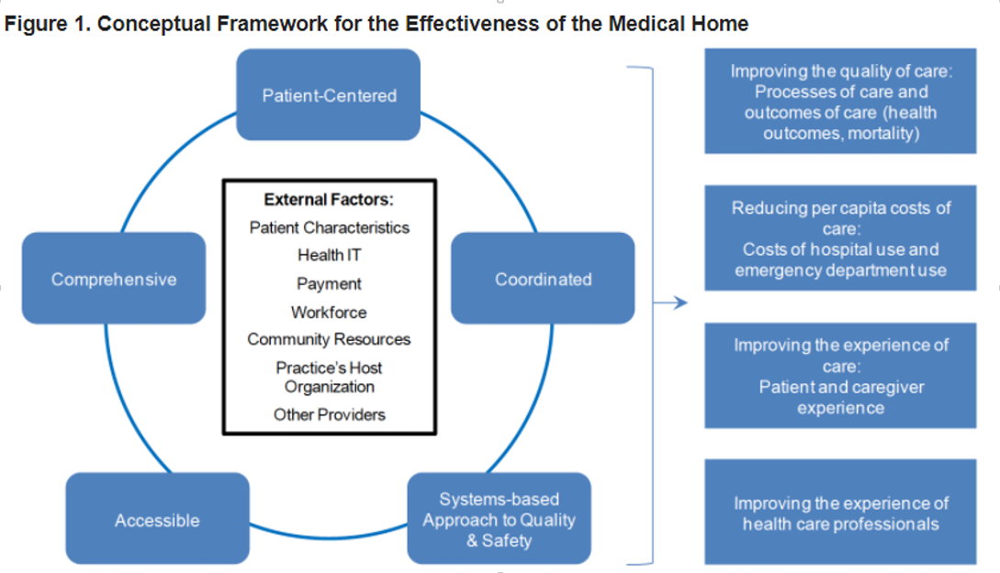 Figure 1. Conceptual Framework for the Effectiveness of the Medical Home
Patient-Centered
Comprehensive
Coordinated
Accessible
Systems-based
Approach to Quality
& Safety
External Factors:
Patient Characteristics
Health IT
Payment
Workforce
Community Resources
Practice's Host
Organization
Other Providers
Improving the quality of care:
Processes of care and
outcomes of care (health
outcomes, mortality)
Reducing per capita costs of
care:
Costs of hospital use and
emergency department use
Improving the experience of
care:
Patient and caregiver
experience
Improving the experience of
health care professionals